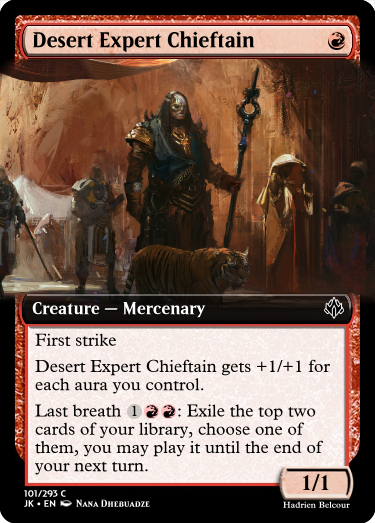 Desert Expert Chieftain
Creature — Mercenary
First strike
Desert Expert Chieftain gets +1/+1 for
each aura you control.
Last breath 1RR: Exile the top two
cards of your library, choose one of
them, you may play it until the end of
your next turn.
1/1
101/293 C
JK • EN Nana Dhebuadze
Hadrien Belcour